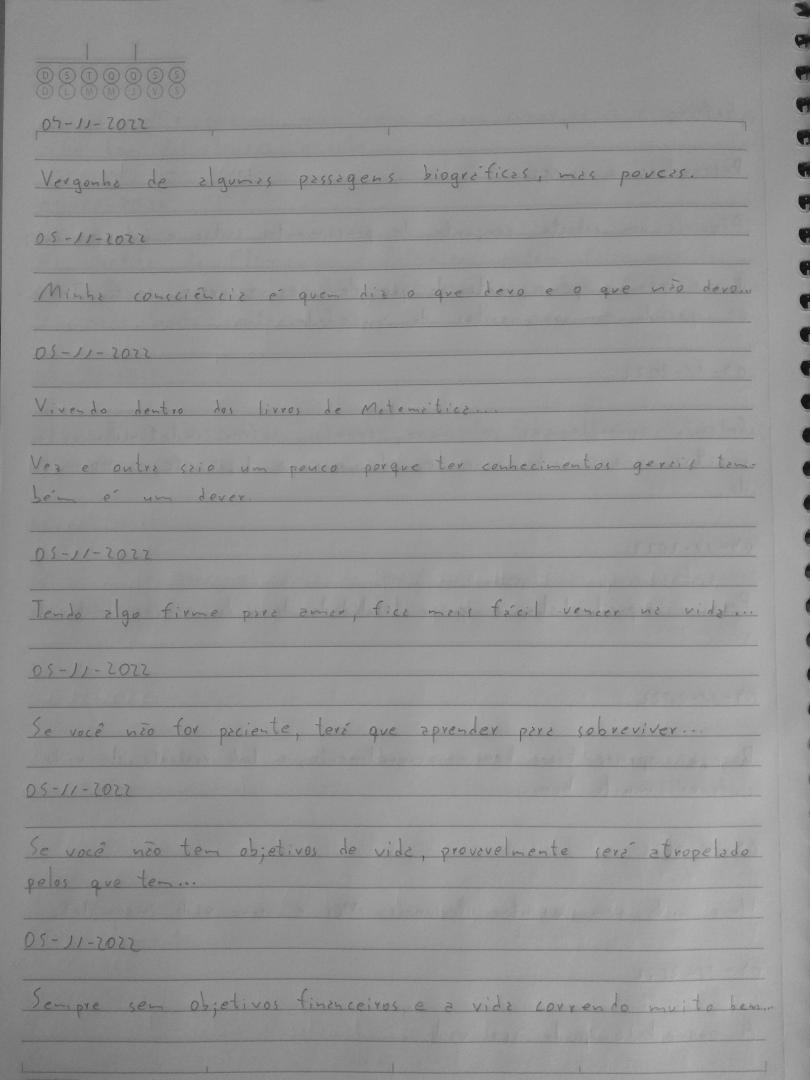 D S T Q Q S S
D L M M J V S
04-11-2022
Vergonha de algumas passagens biográficas, mas poucas.
05-11-2022
Minha consciência é quem diz o que devo e o que não devo...
05-11-2022
Vivendo dentro dos livros de Matemática...
Vez e outra saio um pouco porque ter conhecimentos gerais tam-
bém é um dever.
05-11-2022
Tendo algo firme para amar, fica mais fácil vencer na vida...
05-11-2022
Se você não for paciente, terá que aprender para sobreviver...
05-11-2022
Se você não tem objetivos de vida, provavelmente será atropelado
pelos que tem...
05-11-2022
Sempre sem objetivos financeiros e a vida correndo muito bem...